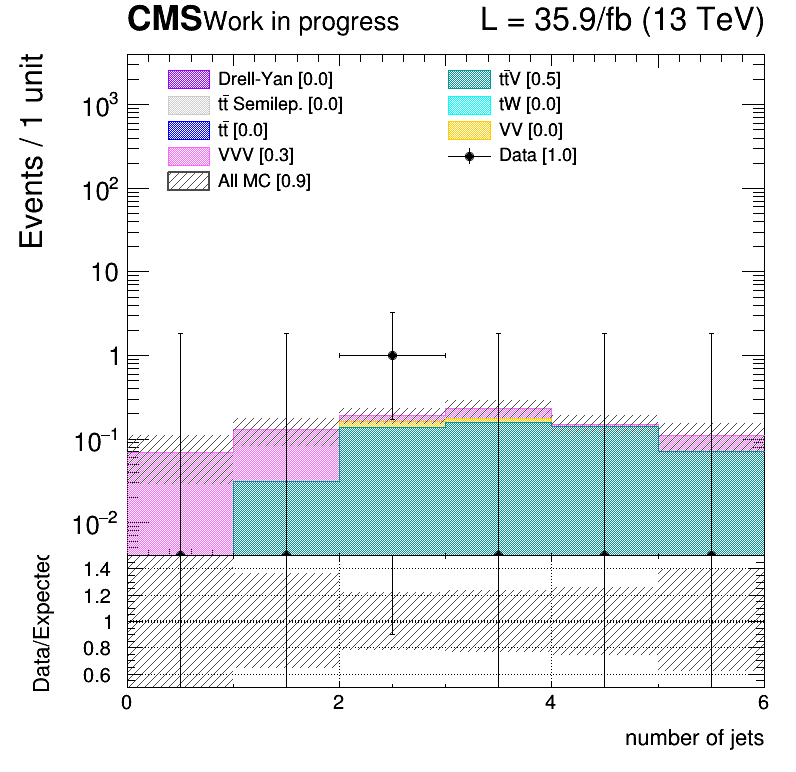 CMS Work in progress L = 35.9/fb (13 TeV)
Events / 1 unit
Drell-Yan [0.0]
tt̄V [0.5]
tt̄ Semilep. [0.0]
tW [0.0]
tt̄ [0.0]
VV [0.0]
VVV [0.3]
Data [1.0]
All MC [0.9]
10³
10²
10
1
10⁻¹
10⁻²
Data/Expected
1.4
1.2
1
0.8
0.6
0 2 4 6
number of jets